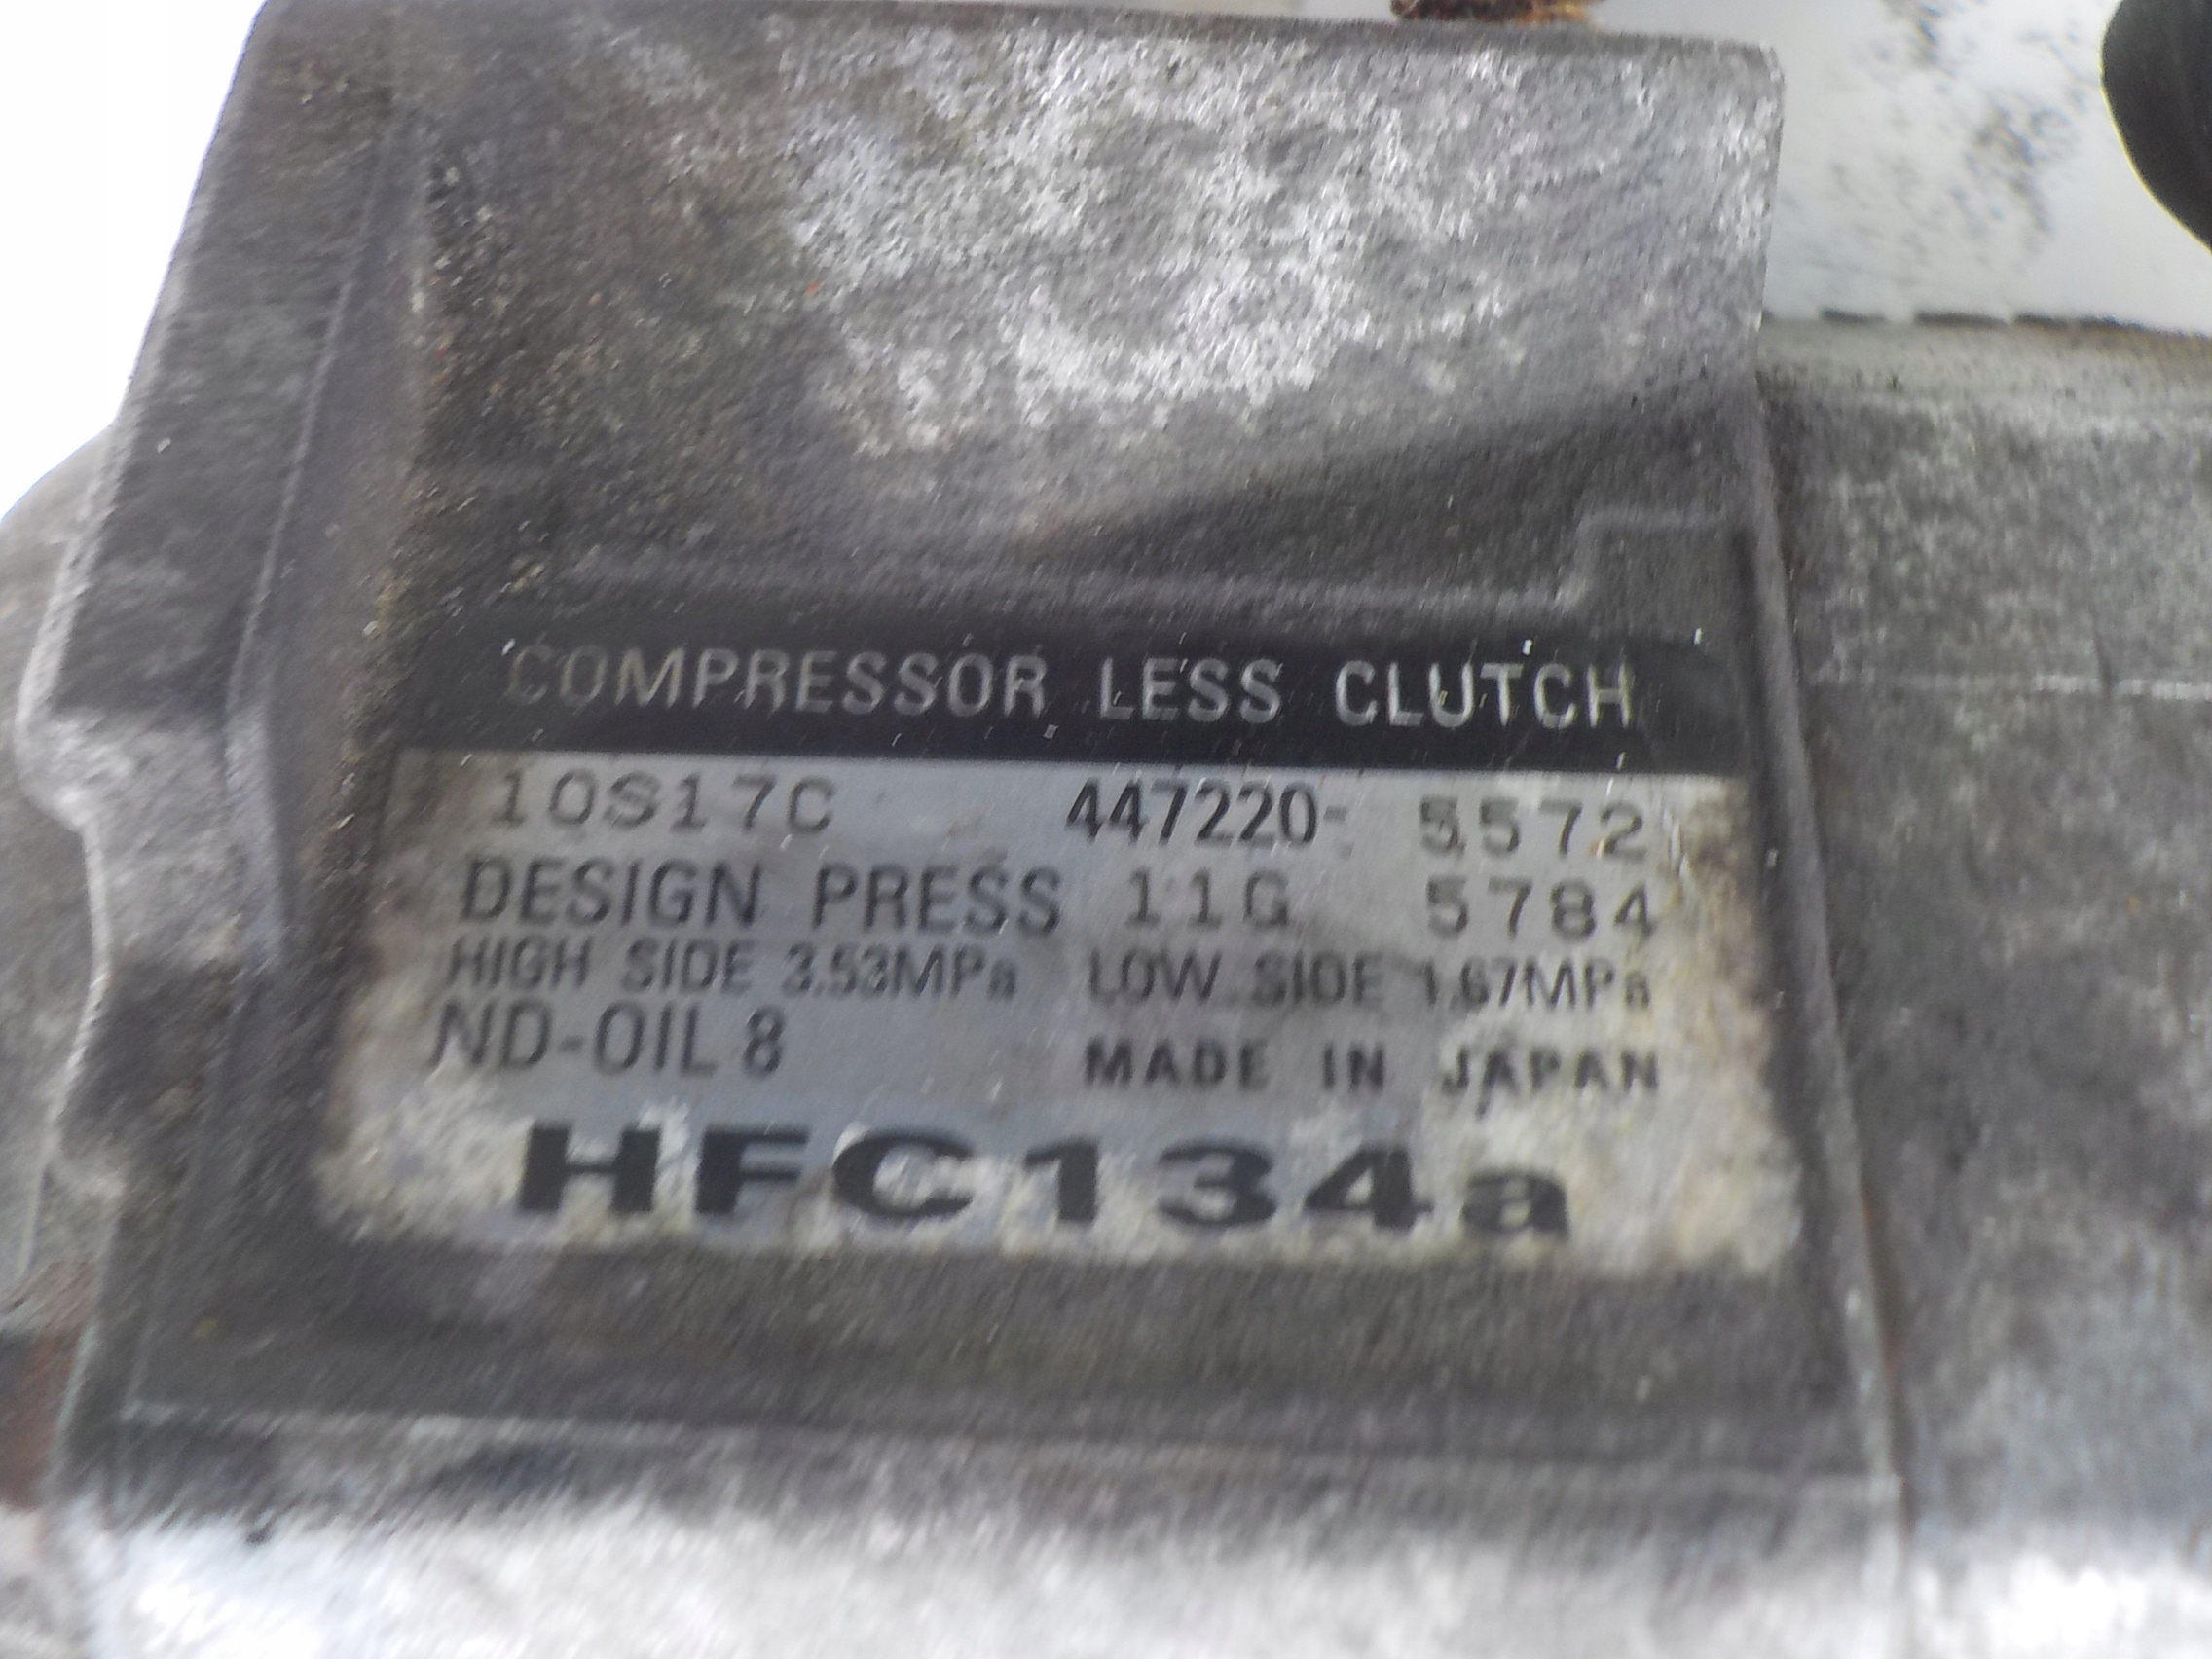 COMPRESSOR LESS CLUTCH
10S17C 447220- 5572
DESIGN PRESS 11G 5784
HIGH SIDE 3.53MPa LOW SIDE 1.67MPa
ND-OIL 8 MADE IN JAPAN
HFC134a